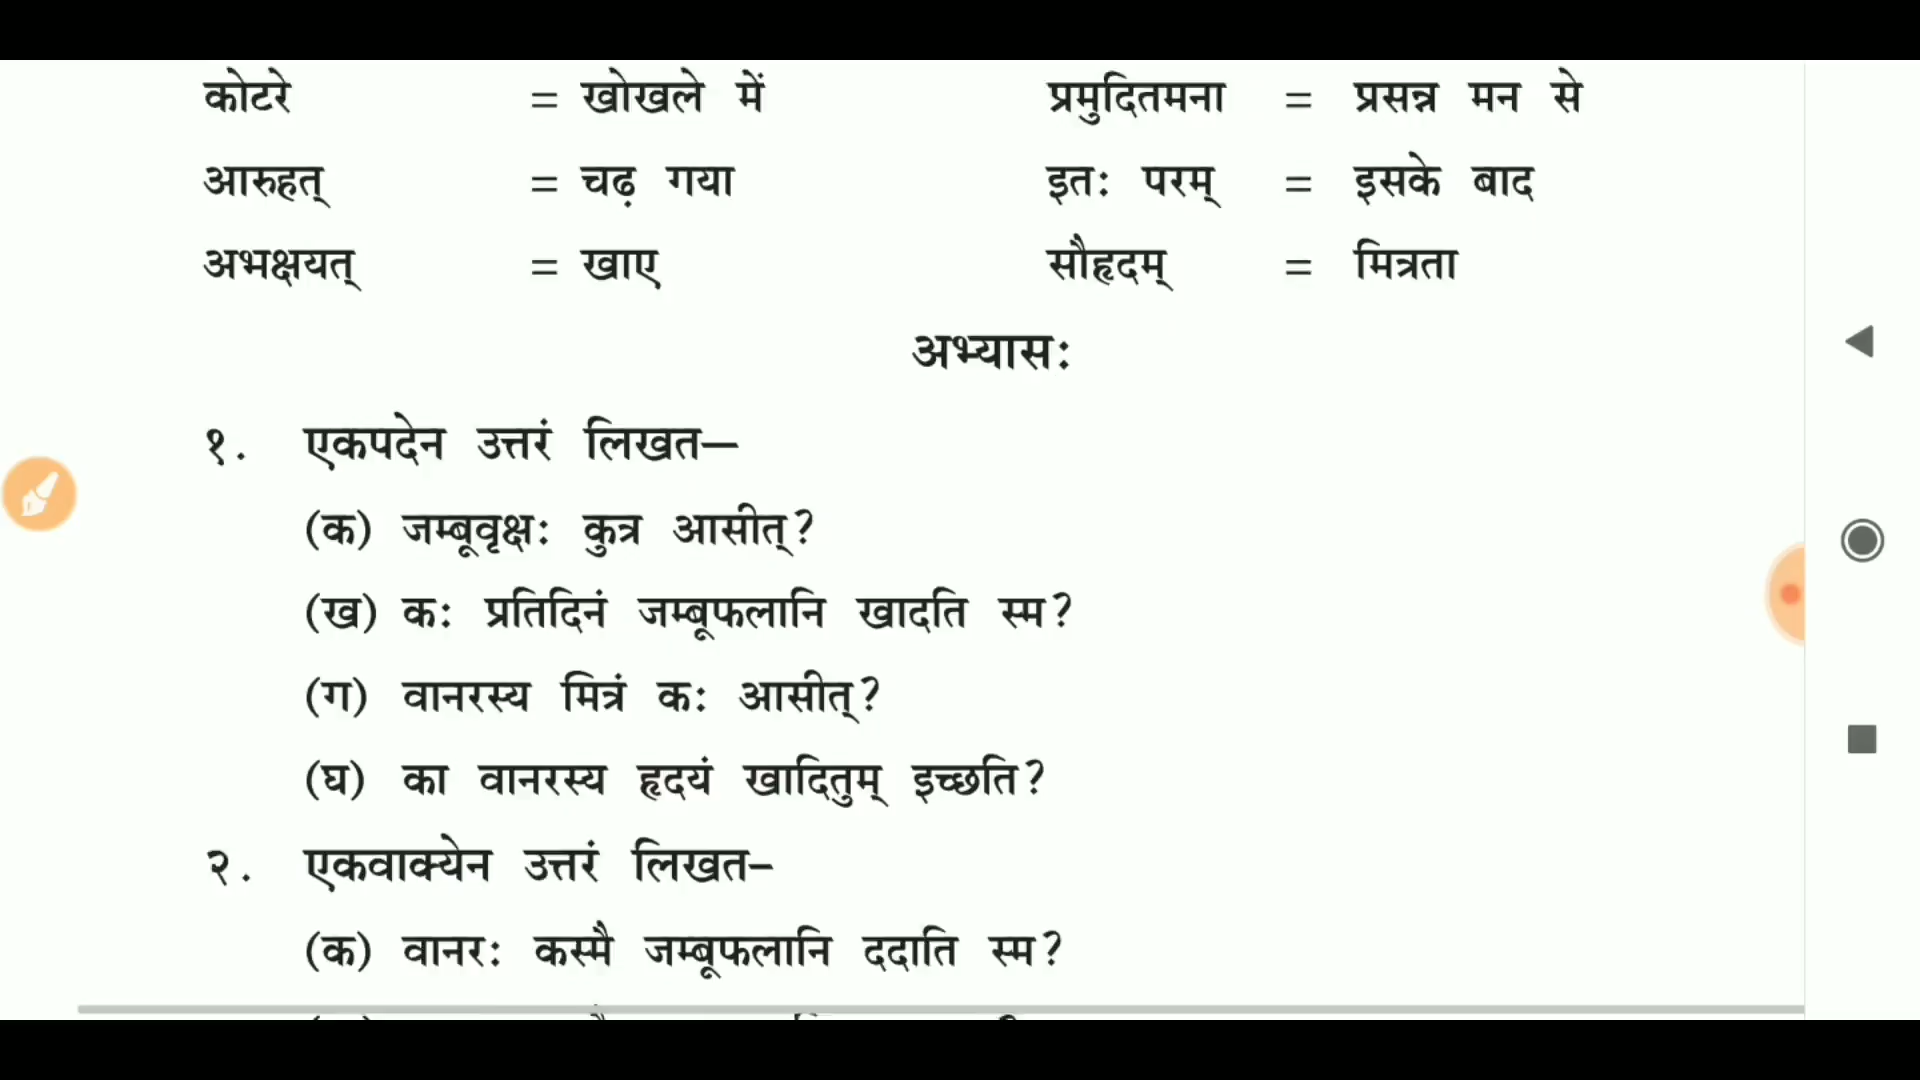 कोटरे = खोखले में प्रमुदितमना = प्रसन्न मन से
आरुहत् = चढ़ गया इतः परम् = इसके बाद
अभक्षयत् = खाए सौहृदम् = मित्रता
अभ्यासः
१. एकपदेन उत्तरं लिखत—
(क) जम्बूवृक्षः कुत्र आसीत्?
(ख) कः प्रतिदिनं जम्बूफलानि खादति स्म?
(ग) वानरस्य मित्रं कः आसीत्?
(घ) का वानरस्य हृदयं खादितुम् इच्छति?
२. एकवाक्येन उत्तरं लिखत–
(क) वानरः कस्मै जम्बूफलानि ददाति स्म?